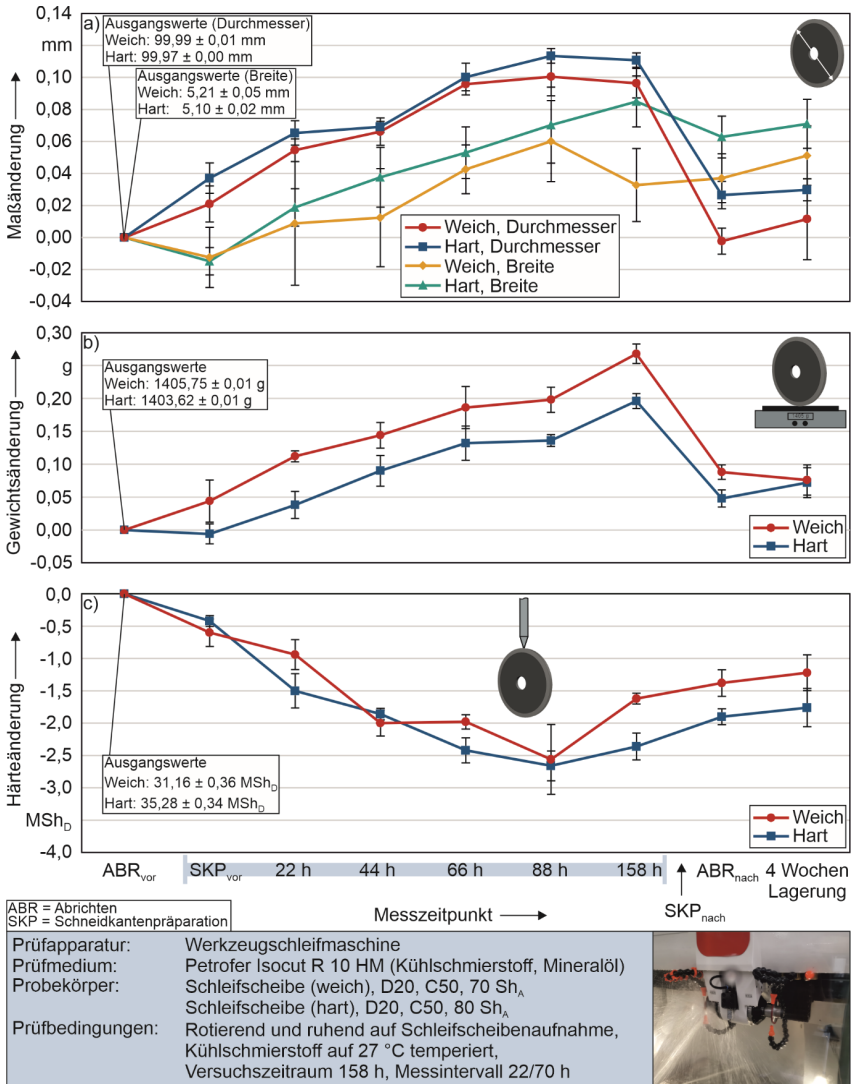 0,14
mm
0,10
0,08
0,06
0,04
0,02
0,00
-0,02
-0,04
Maßänderung
a)
Ausgangswerte (Durchmesser)
Weich: 99,99 ± 0,01 mm
Hart: 99,97 ± 0,00 mm
Ausgangswerte (Breite)
Weich: 5,21 ± 0,05 mm
Hart: 5,10 ± 0,02 mm
Weich, Durchmesser
Hart, Durchmesser
Weich, Breite
Hart, Breite
0,30
g
0,20
0,15
0,10
0,05
0,00
-0,05
Gewichtsänderung
b)
Ausgangswerte
Weich: 1405,75 ± 0,01 g
Hart: 1403,62 ± 0,01 g
Weich
Hart
0,0
-0,5
-1,0
-1,5
-2,0
-2,5
-3,0
MSh_D
-4,0
Härteänderung
c)
Ausgangswerte
Weich: 31,16 ± 0,36 MSh_D
Hart: 35,28 ± 0,34 MSh_D
Weich
Hart
ABR_vor SKP_vor 22 h 44 h 66 h 88 h 158 h ABR_nach 4 Wochen
Lagerung
SKP_nach
Messzeitpunkt
ABR = Abrichten
SKP = Schneidkantenpräparation
Prüfapparatur: Werkzeugschleifmaschine
Prüfmedium: Petrofer Isocut R 10 HM (Kühlschmierstoff, Mineralöl)
Probekörper: Schleifscheibe (weich), D20, C50, 70 Sh_A
Schleifscheibe (hart), D20, C50, 80 Sh_A
Prüfbedingungen: Rotierend und ruhend auf Schleifscheibenaufnahme,
Kühlschmierstoff auf 27 °C temperiert,
Versuchszeitraum 158 h, Messintervall 22/70 h